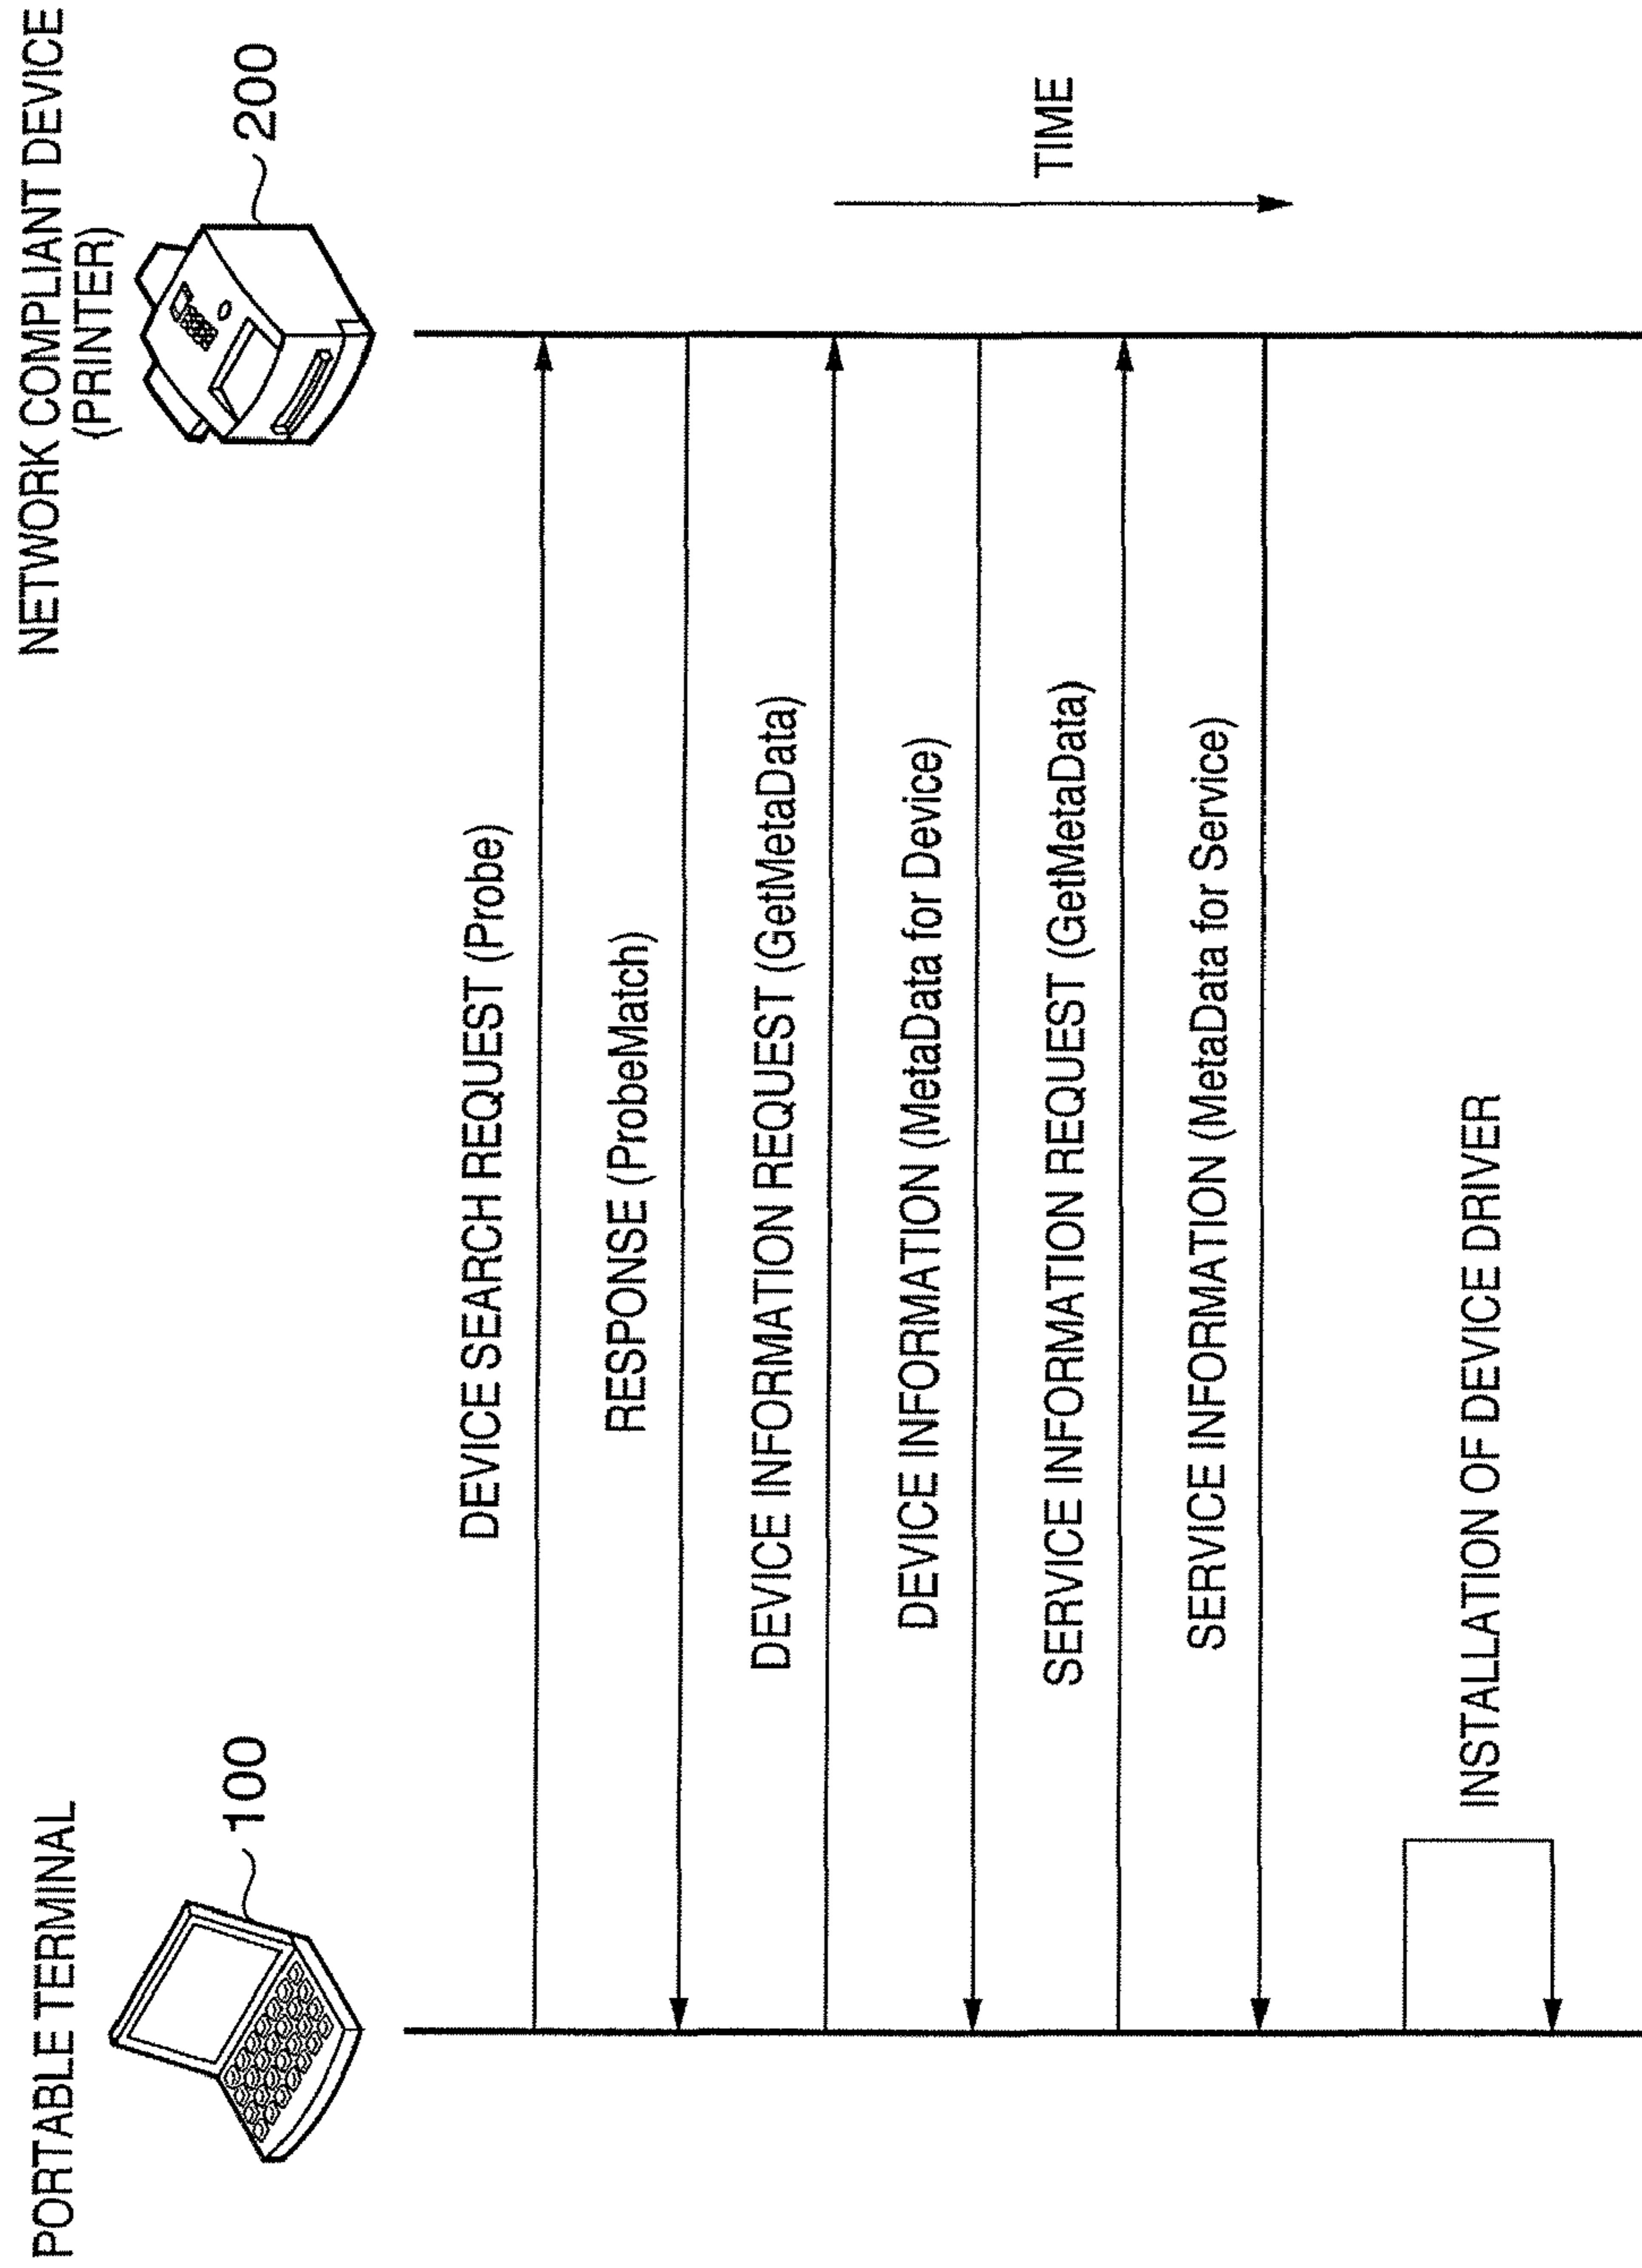 PORTABLE TERMINAL
100
NETWORK COMPLIANT DEVICE
(PRINTER)
200
DEVICE SEARCH REQUEST (Probe)
RESPONSE (ProbeMatch)
DEVICE INFORMATION REQUEST (GetMetaData)
DEVICE INFORMATION (MetaData for Device)
SERVICE INFORMATION REQUEST (GetMetaData)
SERVICE INFORMATION (MetaData for Service)
TIME
INSTALLATION OF DEVICE DRIVER